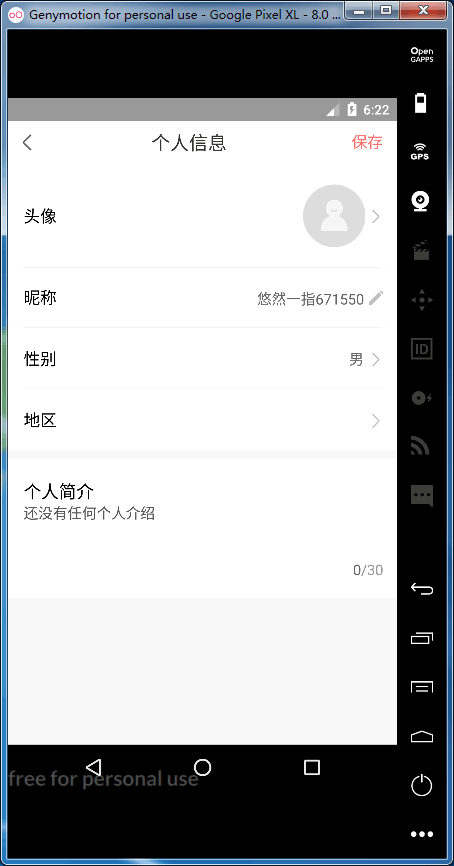 Genymotion for personal use - Google Pixel XL - 8.0 ...
Open
GAPPS
6:22
个人信息
保存
GPS
头像
昵称
悠然一指671550
性别
男
ID
地区
个人简介
还没有任何个人介绍
0/30
free for personal use